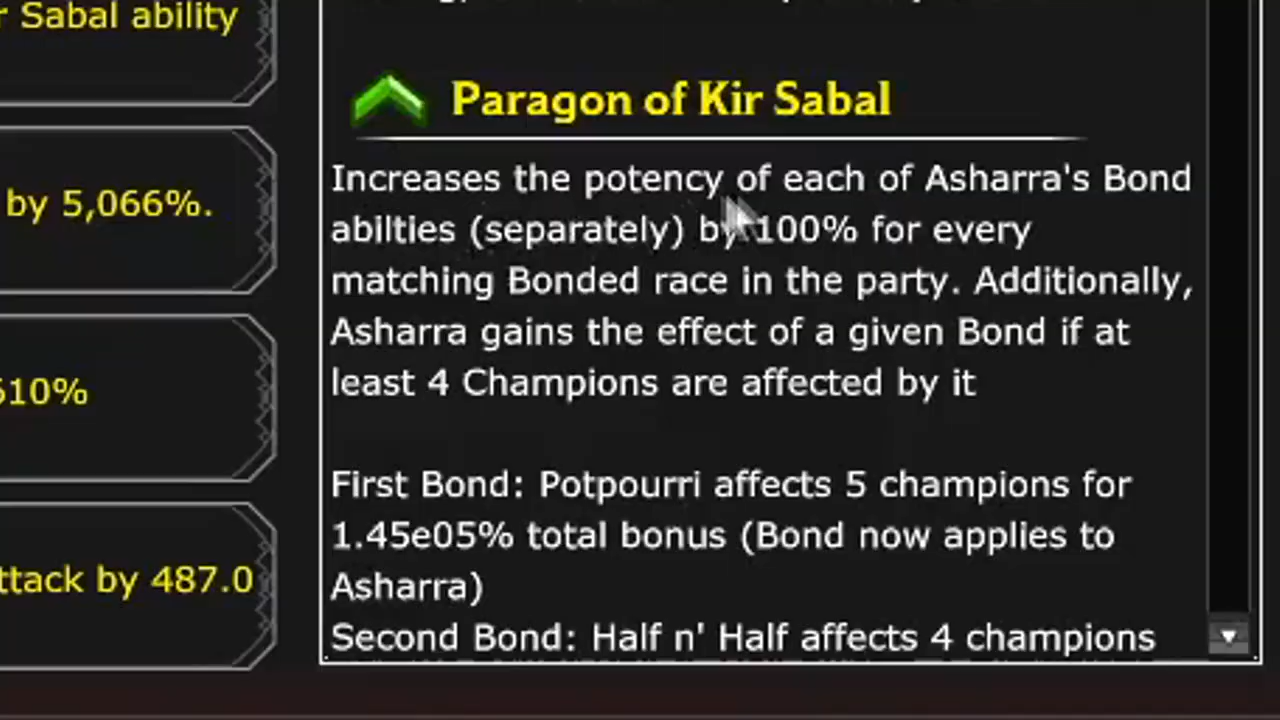 Sabal ability
by 5,066%.
10%
by 487.0
Paragon of Kir Sabal
Increases the potency of each of Asharra's Bond
abilties (separately) by 100% for every
matching Bonded race in the party. Additionally,
Asharra gains the effect of a given Bond if at
least 4 Champions are affected by it
First Bond: Potpourri affects 5 champions for
1.45e05% total bonus (Bond now applies to
Asharra)
Second Bond: Half n' Half affects 4 champions